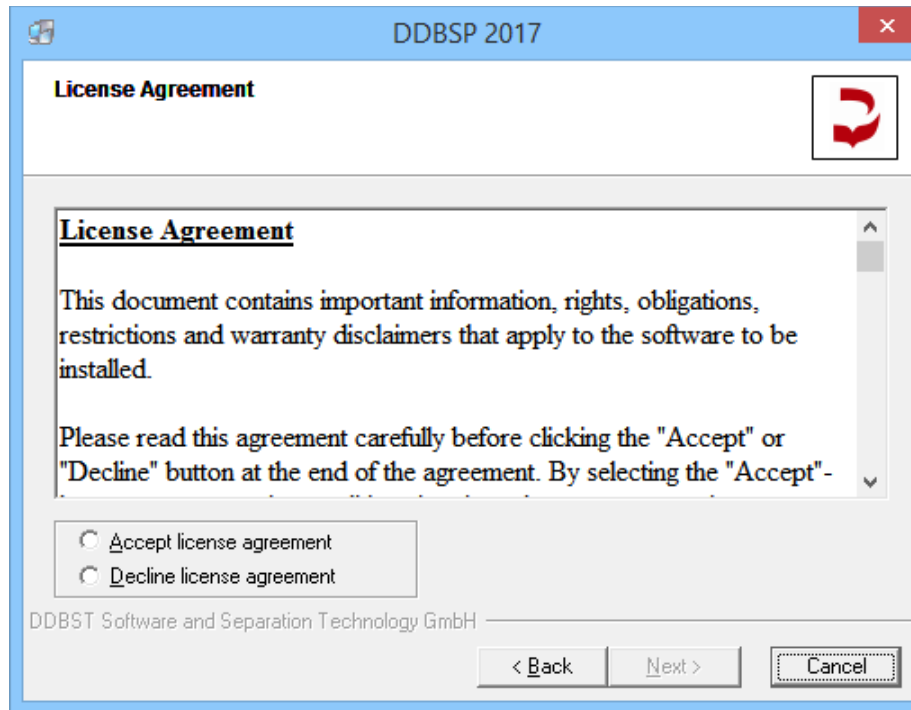 DDBSP 2017
License Agreement
License Agreement
This document contains important information, rights, obligations,
restrictions and warranty disclaimers that apply to the software to be
installed.
Please read this agreement carefully before clicking the "Accept" or
"Decline" button at the end of the agreement. By selecting the "Accept"-
Accept license agreement
Decline license agreement
DDBST Software and Separation Technology GmbH
< Back
Next >
Cancel